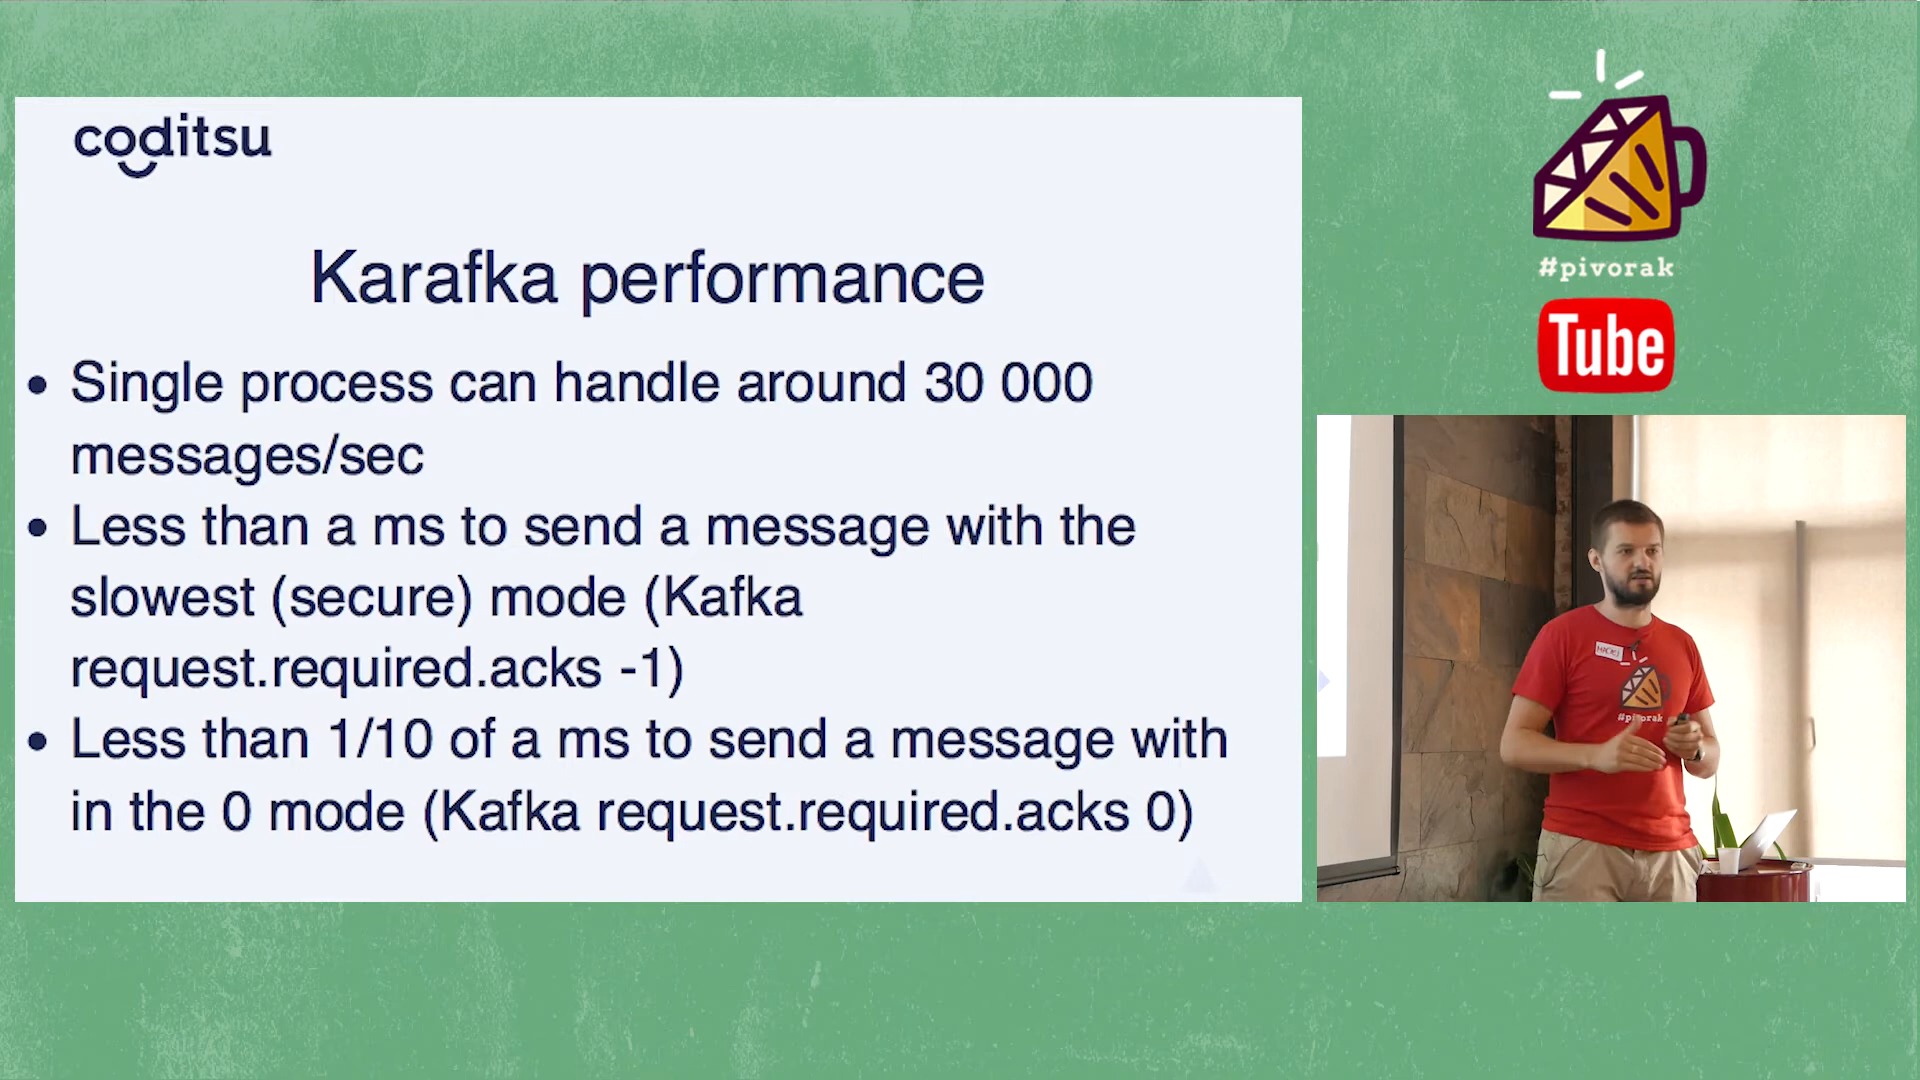 coditsu
Karafka performance
• Single process can handle around 30 000
messages/sec
• Less than a ms to send a message with the
slowest (secure) mode (Kafka
request.required.acks -1)
• Less than 1/10 of a ms to send a message with
in the 0 mode (Kafka request.required.acks 0)
#pivorak
Tube
#pivorak